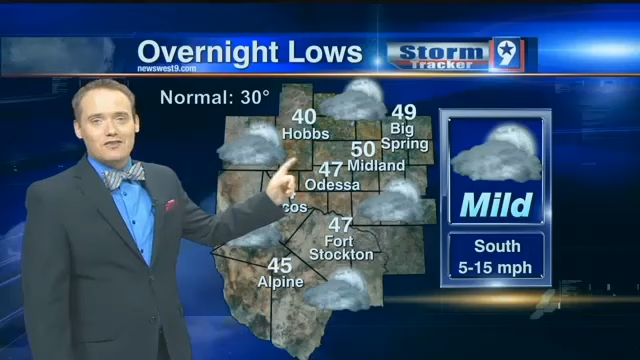 Overnight Lows
newswest9.com
Storm
Tracker
9
Normal: 30°
40
Hobbs
49
Big
Spring
50
Midland
47
Odessa
cos
47
Fort
Stockton
45
Alpine
Mild
South
5-15 mph